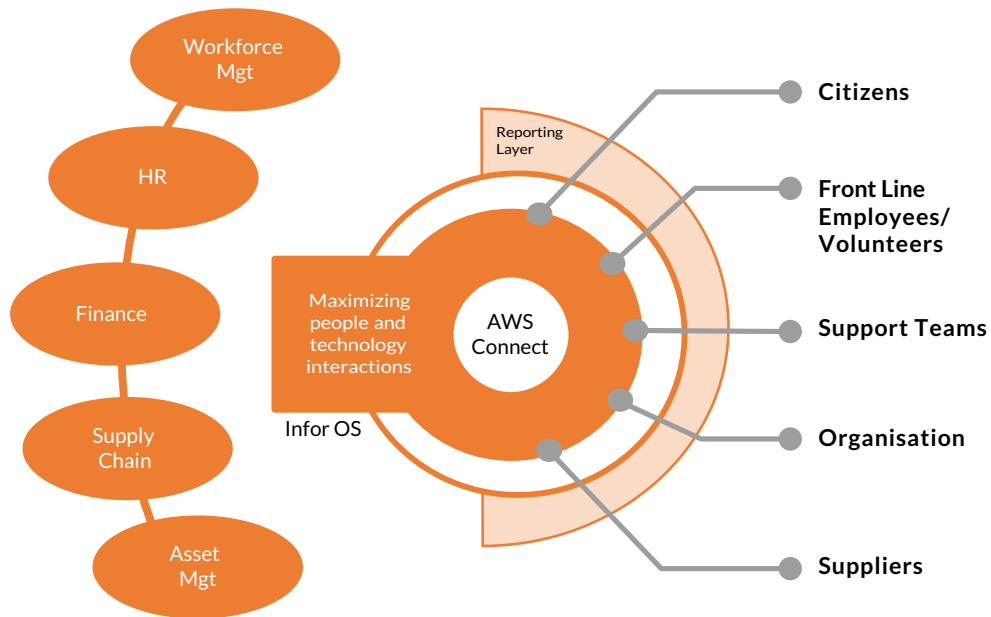 Workforce
Mgt
HR
Finance
Supply
Chain
Asset
Mgt
Reporting
Layer
Maximizing
people and
technology
interactions
Infor OS
AWS
Connect
Citizens
Front Line
Employees/
Volunteers
Support Teams
Organisation
Suppliers